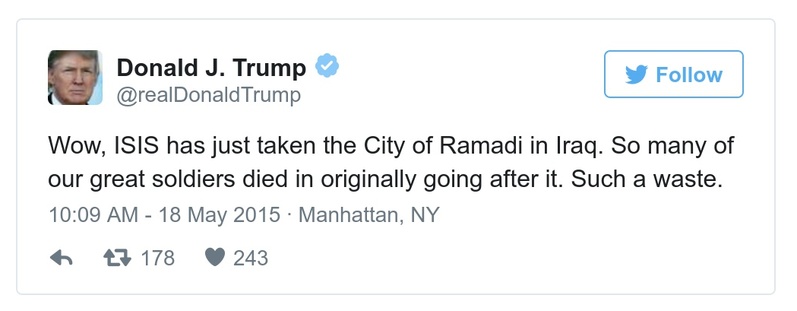 Donald J. Trump
@realDonaldTrump
Follow
Wow, ISIS has just taken the City of Ramadi in Iraq. So many of
our great soldiers died in originally going after it. Such a waste.
10:09 AM - 18 May 2015 · Manhattan, NY
178 243